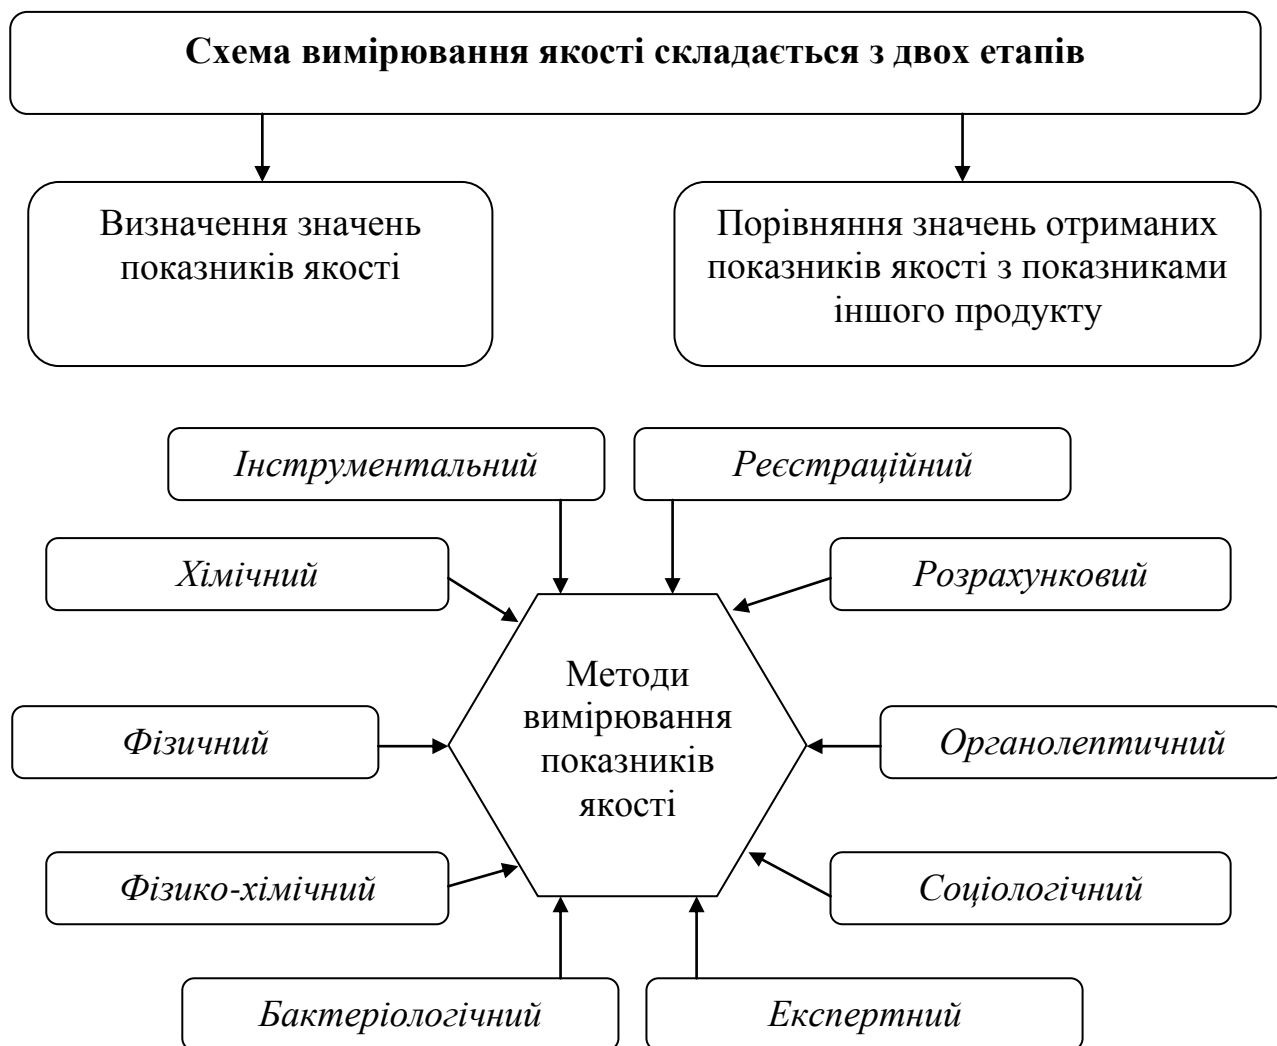 Схема вимірювання якості складається з двох етапів
Визначення значень
показників якості
Порівняння значень отриманих
показників якості з показниками
іншого продукту
Інструментальний
Реєстраційний
Хімічний
Розрахунковий
Методи
вимірювання
показників
якості
Фізичний
Органолептичний
Фізико-хімічний
Соціологічний
Бактеріологічний
Експертний